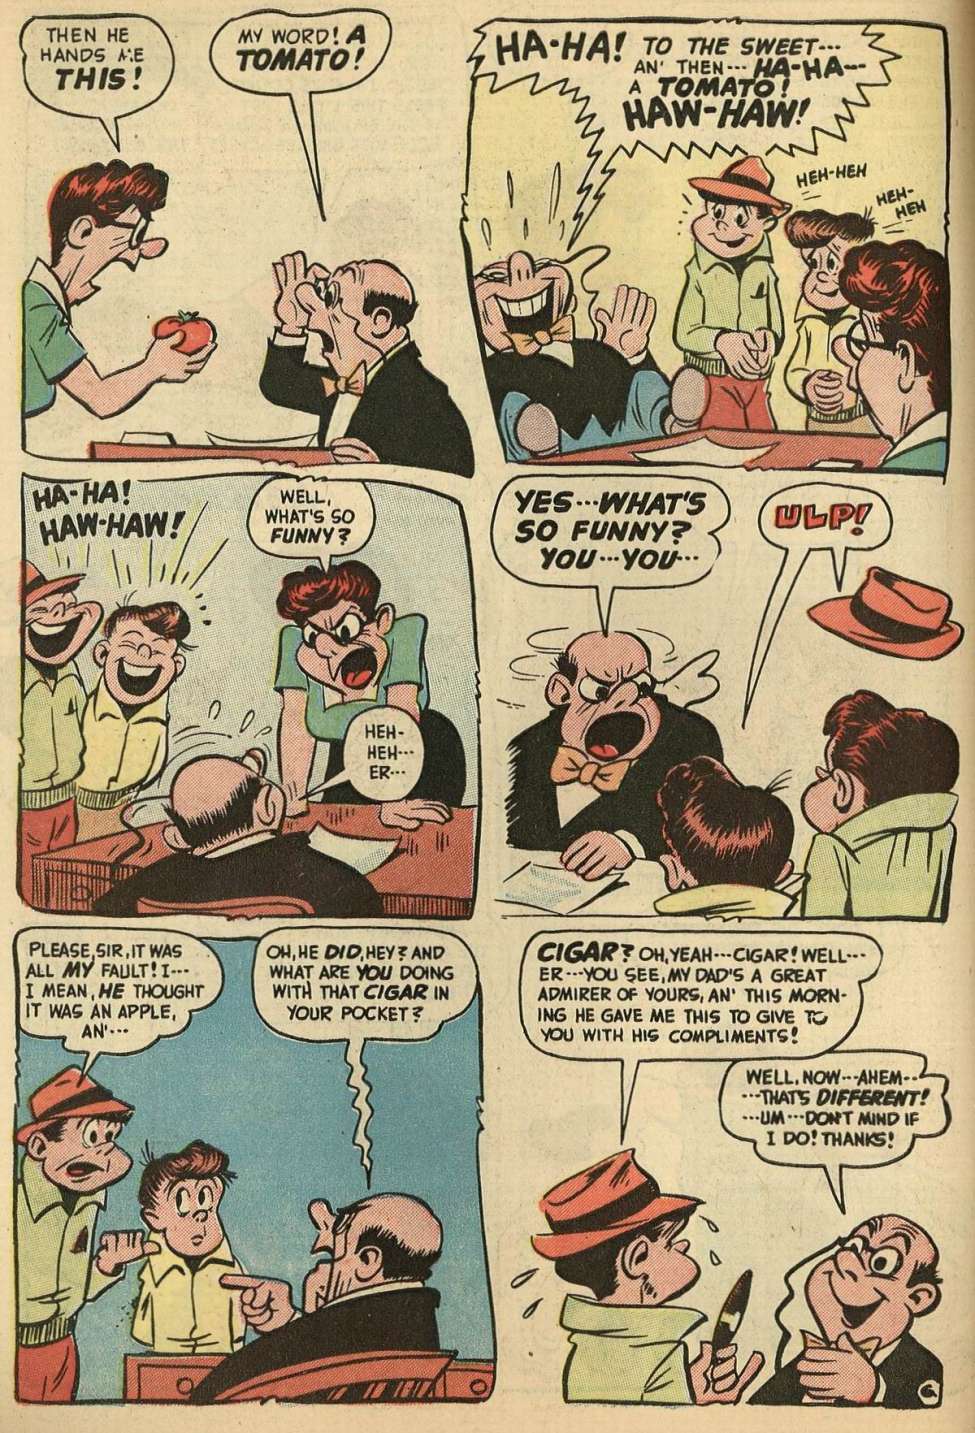 THEN HE
HANDS ME
THIS!
MY WORD! A
TOMATO!
HA-HA! TO THE SWEET---
AN' THEN--- HA-HA--
A TOMATO!
HAW-HAW!
HEH-HEH
HEH-
HEH
HA-HA!
HAW-HAW!
WELL,
WHAT'S SO
FUNNY?
HEH-
HEH---
ER---
YES---WHAT'S
SO FUNNY?
YOU---YOU---
ULP!
PLEASE, SIR, IT WAS
ALL MY FAULT! I---
I MEAN, HE THOUGHT
IT WAS AN APPLE,
AN'---
OH, HE DID, HEY? AND
WHAT ARE YOU DOING
WITH THAT CIGAR IN
YOUR POCKET?
CIGAR? OH, YEAH---CIGAR! WELL---
ER---YOU SEE, MY DAD'S A GREAT
ADMIRER OF YOURS, AN' THIS MORN-
ING HE GAVE ME THIS TO GIVE TO
YOU WITH HIS COMPLIMENTS!
WELL, NOW---AHEM---
---THAT'S DIFFERENT!
---UM---DON'T MIND IF
I DO! THANKS!
6